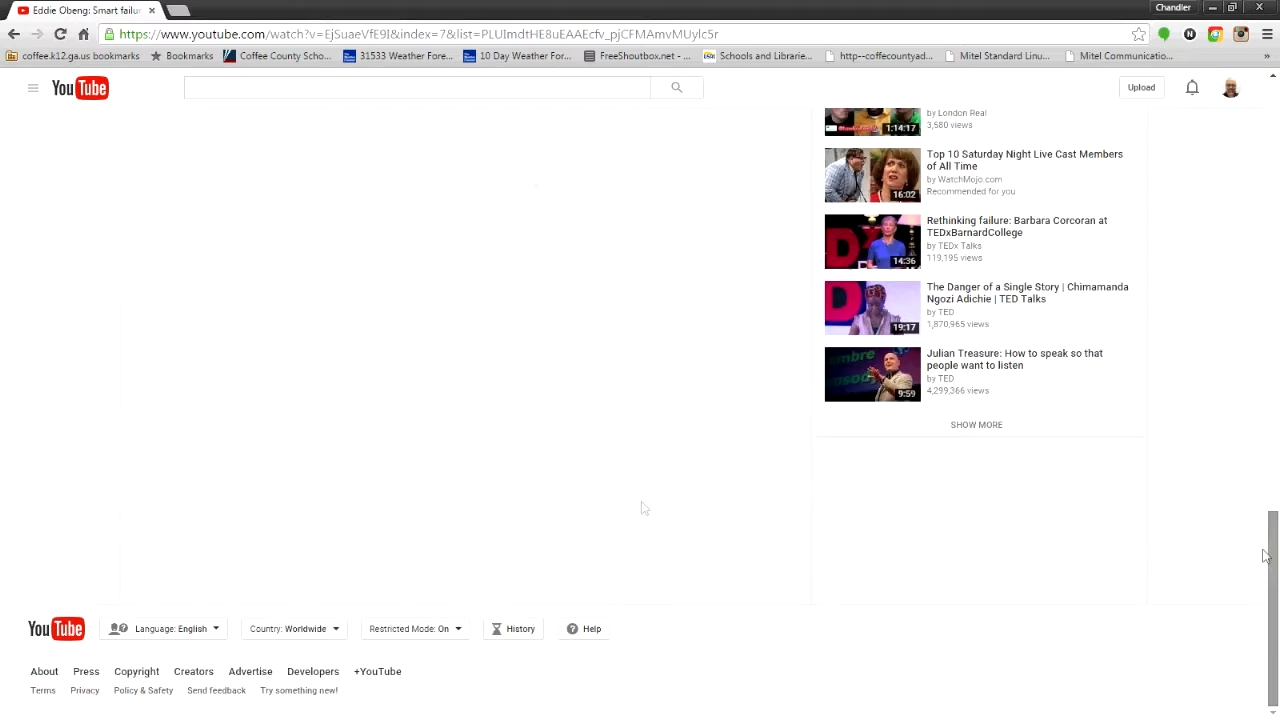 Eddie Obeng: Smart failur
Chandler
https://www.youtube.com/watch?v=EjSuaeVfE9I&index=7&list=PLUDRVHE8uEAAEcfv_pjCFMAmvMUylc5r
coffee.k12.ga.us bookmarks Bookmarks Coffee County Scho... 31533 Weather Fore... 10 Day Weather Fore... FreeShoutbox.net -... Schools and Librarie... http--coffecountyad... Mitel Standard Linu... Mitel Communicatio...
YouTube
Upload
by London Real
3,580 views
1:14:17
Top 10 Saturday Night Live Cast Members
of All Time
by WatchMojo.com
Recommended for you
16:02
Rethinking failure: Barbara Corcoran at
TEDxBarnardCollege
by TEDx Talks
119,195 views
14:36
The Danger of a Single Story | Chimamanda
Ngozi Adichie | TED Talks
by TED
1,870,965 views
19:17
Julian Treasure: How to speak so that
people want to listen
by TED
4,299,366 views
9:59
SHOW MORE
YouTube Language: English Country: Worldwide Restricted Mode: On History Help
About Press Copyright Creators Advertise Developers +YouTube
Terms Privacy Policy & Safety Send feedback Try something new!